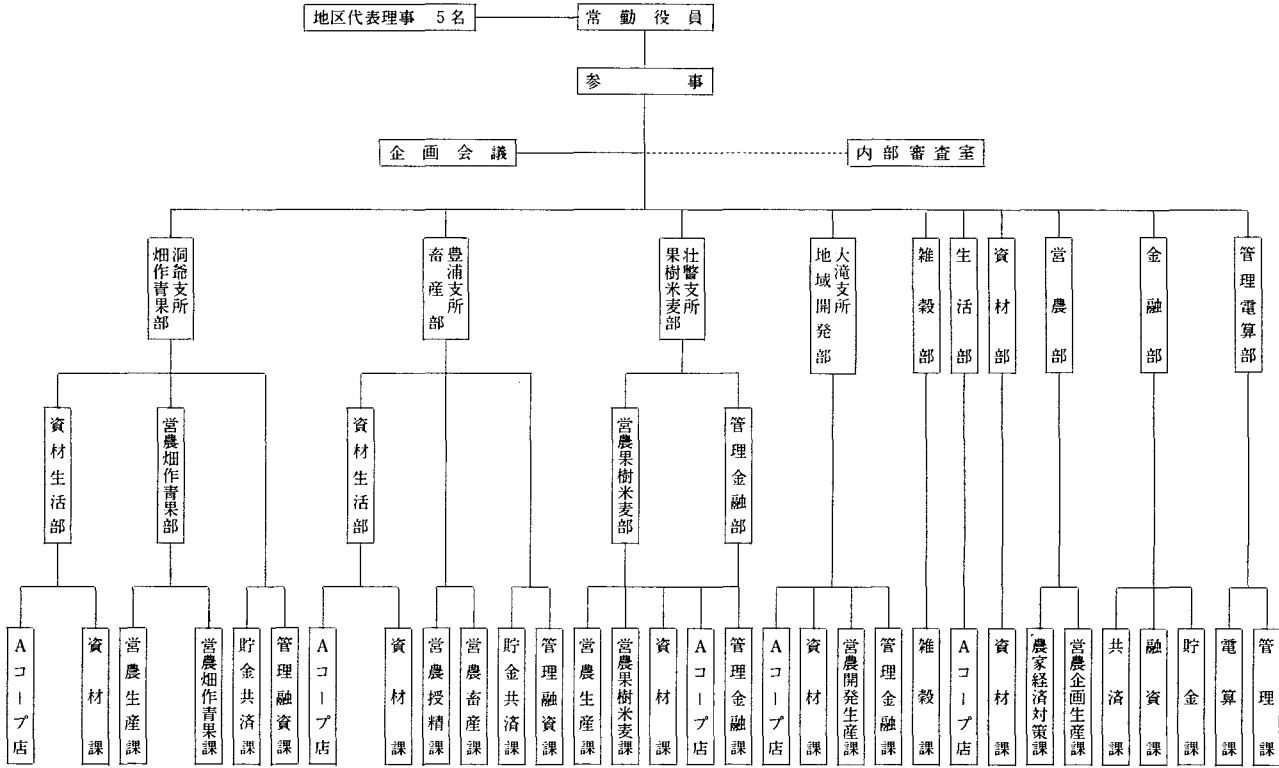 地区代表理事　5名
常勤役員
参事
企画会議
内部審査室
洞爺支所
畑作青果部
豊浦支所
畜産部
壮瞥支所
果樹米麦部
大滝支所
地域開発部
雑穀部
生活部
資材部
営農部
金融部
管理電算部
資材生活部
営農畑作青果部
資材生活部
営農果樹米麦部
管理金融部
Aコープ店
資材課
営農生産課
営農畑作青果課
貯金共済課
管理融資課
Aコープ店
資材課
営農授精課
営農畜産課
貯金共済課
管理融資課
営農生産課
営農果樹米麦課
資材課
Aコープ店
管理金融課
Aコープ店
資材課
営農開発生産課
管理金融課
雑穀課
Aコープ店
資材課
農家経済対策課
営農企画生産課
共済課
融資課
貯金課
電算課
管理課